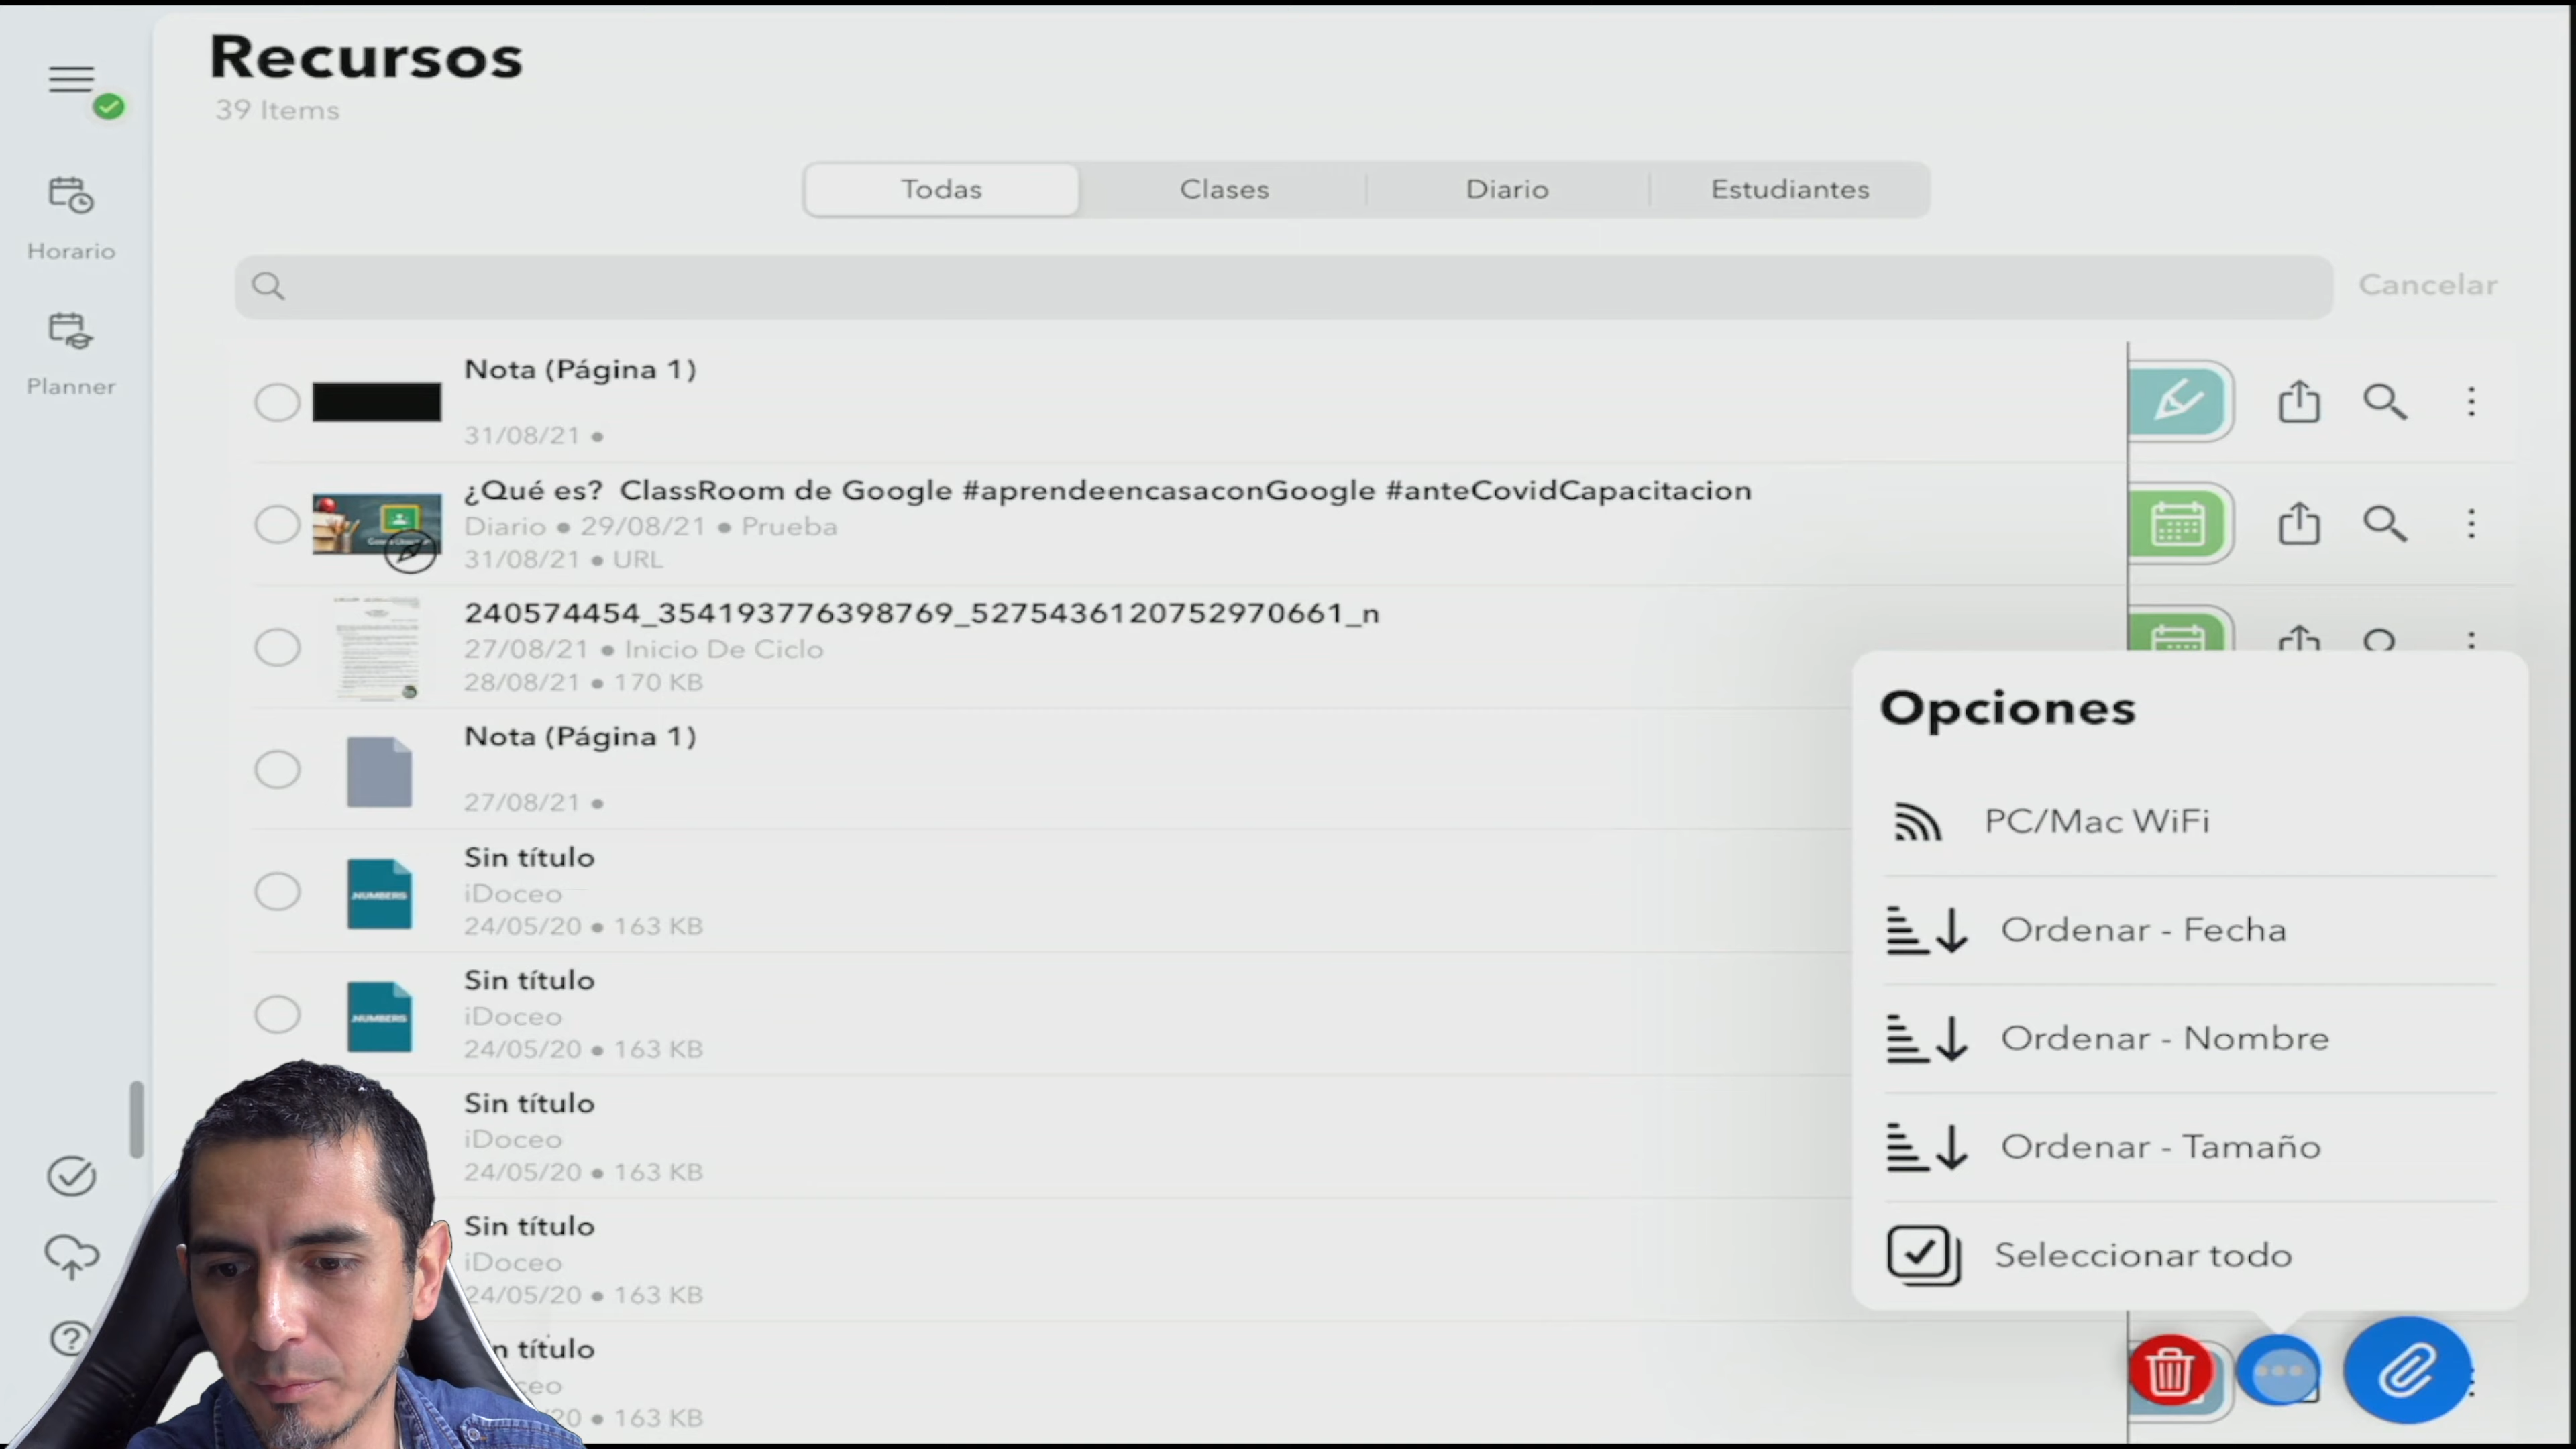 Recursos
39 Items
Horario
Planner
Todas
Clases
Diario
Estudiantes
Cancelar
Nota (Página 1)
31/08/21 •
¿Qué es?  ClassRoom de Google #aprendeencasaconGoogle #anteCovidCapacitacion
Diario • 29/08/21 • Prueba
31/08/21 • URL
240574454_354193776398769_5275436120752970661_n
27/08/21 • Inicio De Ciclo
28/08/21 • 170 KB
Nota (Página 1)
27/08/21 •
NUMBERS
Sin título
iDoceo
24/05/20 • 163 KB
NUMBERS
Sin título
iDoceo
24/05/20 • 163 KB
Sin título
iDoceo
24/05/20 • 163 KB
Sin título
iDoceo
24/05/20 • 163 KB
n título
ceo
/20 • 163 KB
Opciones
PC/Mac WiFi
Ordenar - Fecha
Ordenar - Nombre
Ordenar - Tamaño
Seleccionar todo